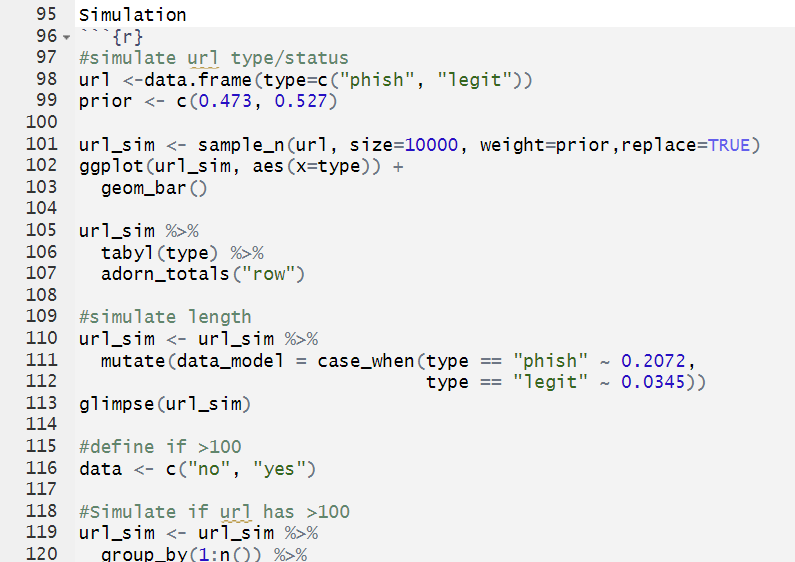 95 Simulation
96 ```{r}
97 #simulate url type/status
98 url <-data.frame(type=c("phish", "legit"))
99 prior <- c(0.473, 0.527)
100
101 url_sim <- sample_n(url, size=10000, weight=prior,replace=TRUE)
102 ggplot(url_sim, aes(x=type)) +
103   geom_bar()
104
105 url_sim %>%
106   tabyl(type) %>%
107   adorn_totals("row")
108
109 #simulate length
110 url_sim <- url_sim %>%
111   mutate(data_model = case_when(type == "phish" ~ 0.2072,
112                                 type == "legit" ~ 0.0345))
113 glimpse(url_sim)
114
115 #define if >100
116 data <- c("no", "yes")
117
118 #Simulate if url has >100
119 url_sim <- url_sim %>%
120   group_by(1:n()) %>%